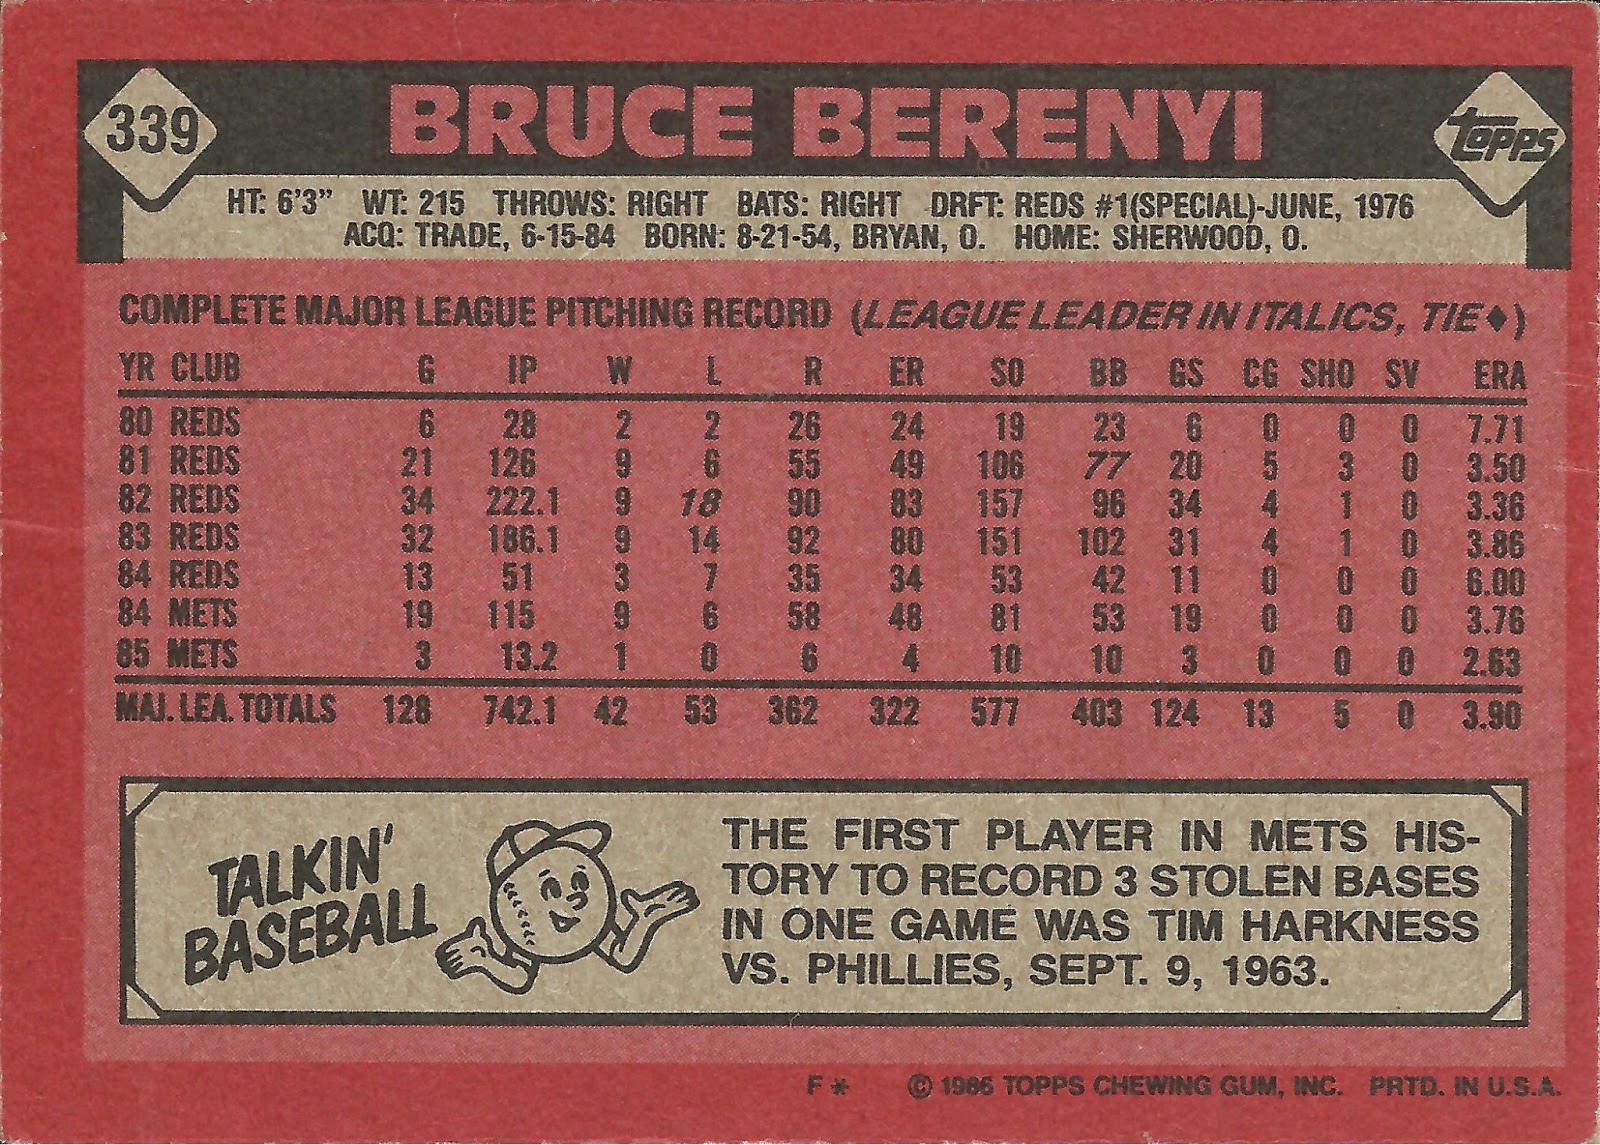 339
BRUCE BERENYI
TOPPS
HT: 6'3" WT: 215 THROWS: RIGHT BATS: RIGHT DRFT: REDS #1(SPECIAL)-JUNE, 1976
ACQ: TRADE, 6-15-84 BORN: 8-21-54, BRYAN, O. HOME: SHERWOOD, O.
COMPLETE MAJOR LEAGUE PITCHING RECORD (LEAGUE LEADER IN ITALICS, TIE♦)
YR CLUB G IP W L R ER SO BB GS CG SHO SV ERA
80 REDS 6 28 2 2 26 24 19 23 6 0 0 0 7.71
81 REDS 21 126 9 6 55 49 106 77 20 5 3 0 3.50
82 REDS 34 222.1 9 18 90 83 157 96 34 4 1 0 3.36
83 REDS 32 186.1 9 14 92 80 151 102 31 4 1 0 3.86
84 REDS 13 51 3 7 35 34 53 42 11 0 0 0 6.00
84 METS 19 115 9 6 58 48 81 53 19 0 0 0 3.76
85 METS 3 13.2 1 0 6 4 10 10 3 0 0 0 2.63
MAJ. LEA. TOTALS 128 742.1 42 53 362 322 577 403 124 13 5 0 3.90
TALKIN'
BASEBALL
THE FIRST PLAYER IN METS HIS-
TORY TO RECORD 3 STOLEN BASES
IN ONE GAME WAS TIM HARKNESS
VS. PHILLIES, SEPT. 9, 1963.
F* © 1986 TOPPS CHEWING GUM, INC. PRTD. IN U.S.A.